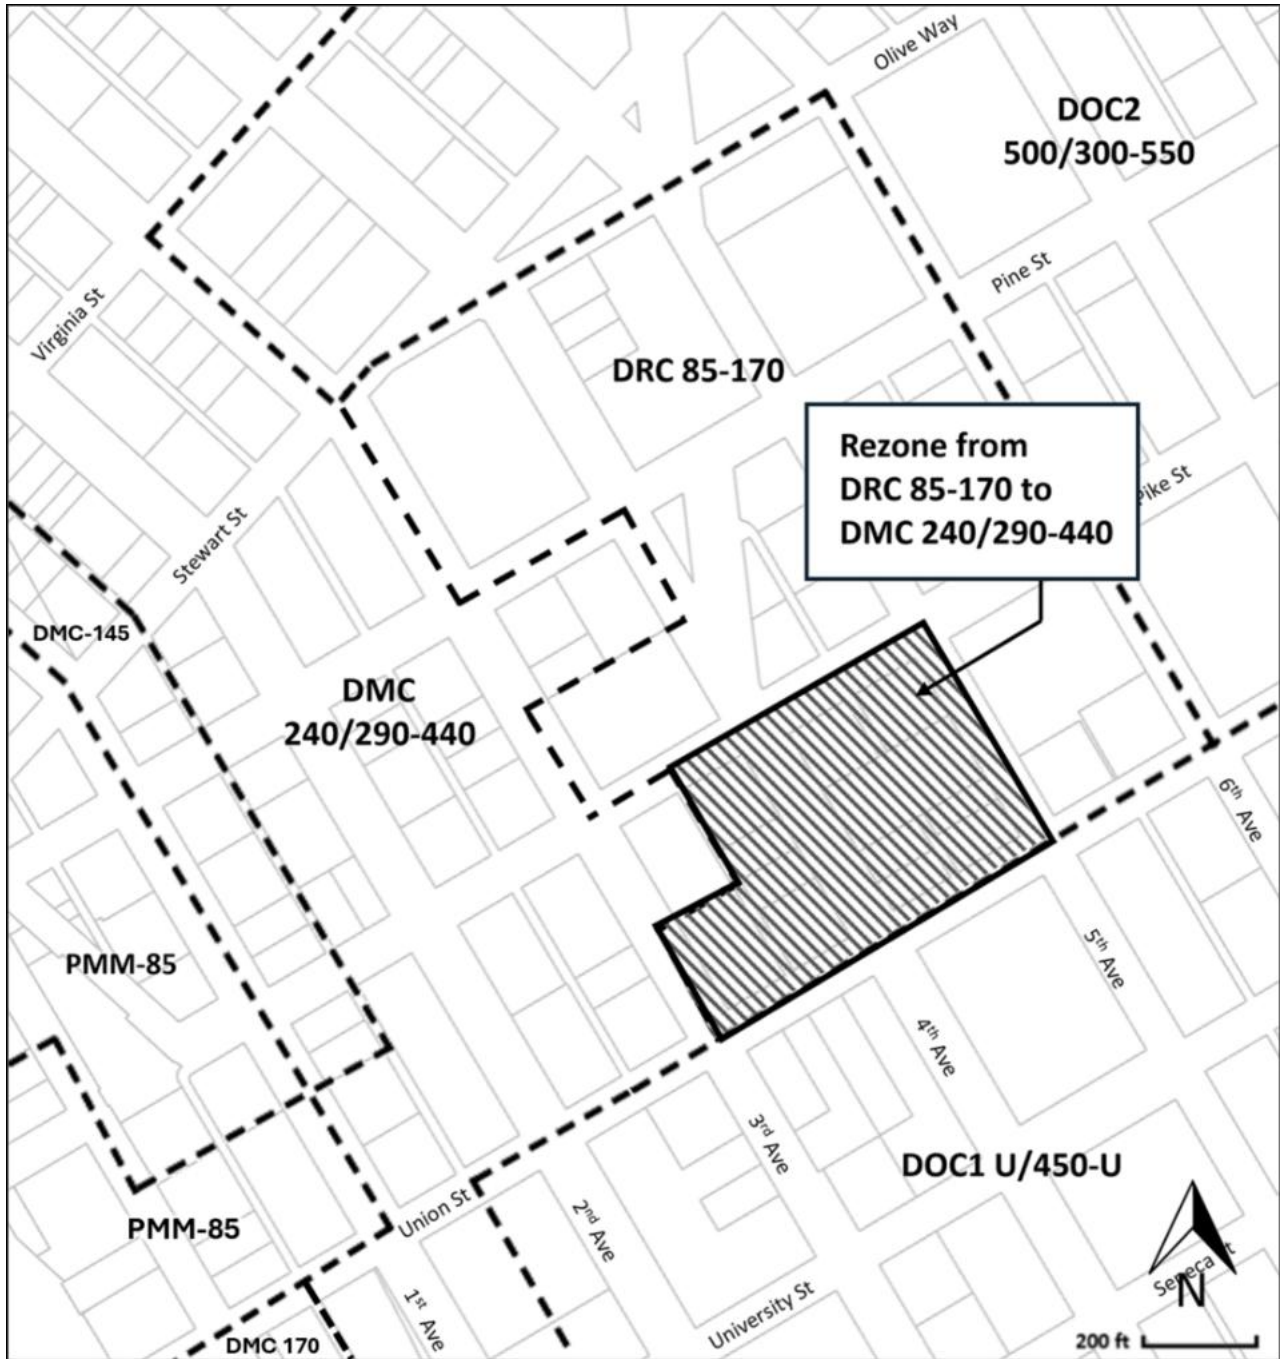 Olive Way
DOC2
500/300-550
Pine St
Virginia St
DRC 85-170
Rezone from
DRC 85-170 to
DMC 240/290-440
Pike St
Stewart St
DMC-145
DMC
240/290-440
6th Ave
PMM-85
5th Ave
4th Ave
3rd Ave
DOC1 U/450-U
PMM-85
Union St
2nd Ave
Seneca St
N
1st Ave
University St
DMC 170
200 ft